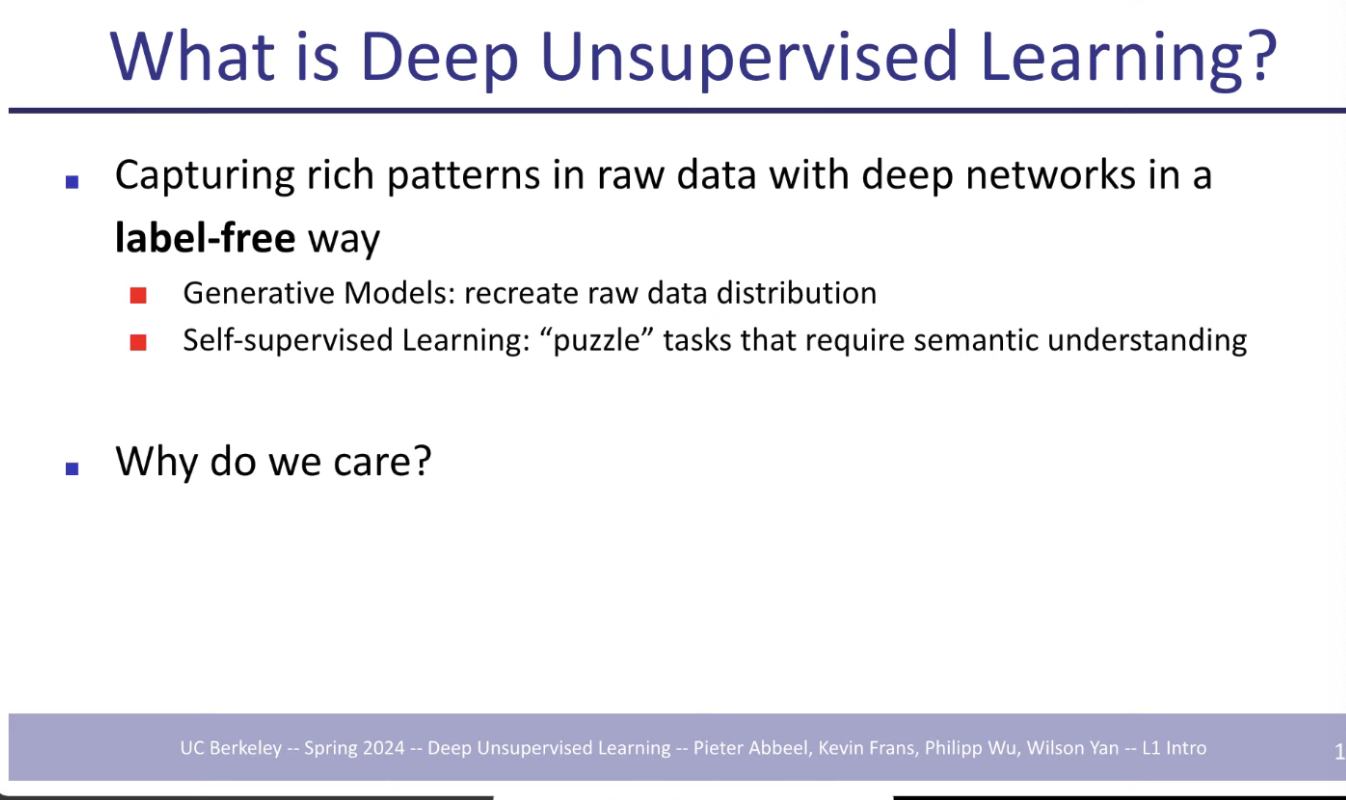 What is Deep Unsupervised Learning?
Capturing rich patterns in raw data with deep networks in a
label-free way
Generative Models: recreate raw data distribution
Self-supervised Learning: “puzzle” tasks that require semantic understanding
Why do we care?
UC Berkeley -- Spring 2024 -- Deep Unsupervised Learning -- Pieter Abbeel, Kevin Frans, Philipp Wu, Wilson Yan -- L1 Intro